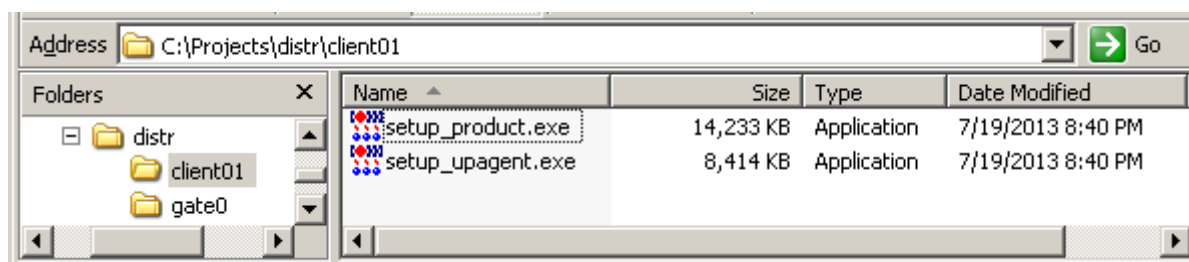 Address C:\Projects\distr\client01 Go
Folders Name Size Type Date Modified
distr setup_product.exe 14,233 KB Application 7/19/2013 8:40 PM
client01 setup_upagent.exe 8,414 KB Application 7/19/2013 8:40 PM
gate0